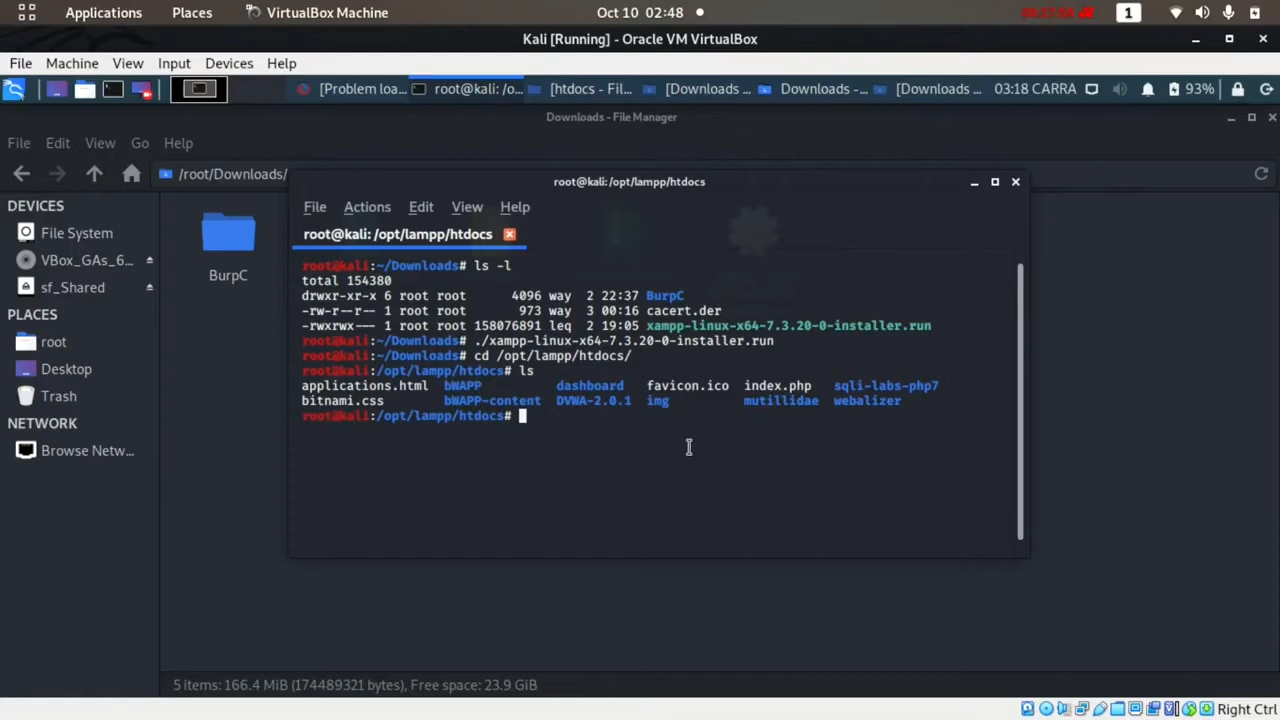 Applications Places VirtualBox Machine Oct 10 02:48 1
Kali [Running] - Oracle VM VirtualBox
File Machine View Input Devices Help
[Problem loa... root@kali: /o... [htdocs - Fil... [Downloads ... Downloads -... [Downloads ... 03:18 CARRA 93%
Downloads - File Manager
File Edit View Go Help
/root/Downloads/
DEVICES
File System
VBox_GAs_6...
sf_Shared
PLACES
root
Desktop
Trash
NETWORK
Browse Netw...
BurpC
root@kali:/opt/lampp/htdocs
File Actions Edit View Help
root@kali: /opt/lampp/htdocs
root@kali:~/Downloads# ls -l
total 154380
drwxr-xr-x 6 root root 4096 way 2 22:37 BurpC
-rw-r--r-- 1 root root 973 way 3 00:16 cacert.der
-rwxrwx--- 1 root root 158076891 leq 2 19:05 xampp-linux-x64-7.3.20-0-installer.run
root@kali:~/Downloads# ./xampp-linux-x64-7.3.20-0-installer.run
root@kali:~/Downloads# cd /opt/lampp/htdocs/
root@kali:/opt/lampp/htdocs# ls
applications.html bWAPP dashboard favicon.ico index.php sqli-labs-php7
bitnami.css bWAPP-content DVWA-2.0.1 img mutillidae webalizer
root@kali:/opt/lampp/htdocs#
5 items: 166.4 MiB (174489321 bytes), Free space: 23.9 GiB
Right Ctrl